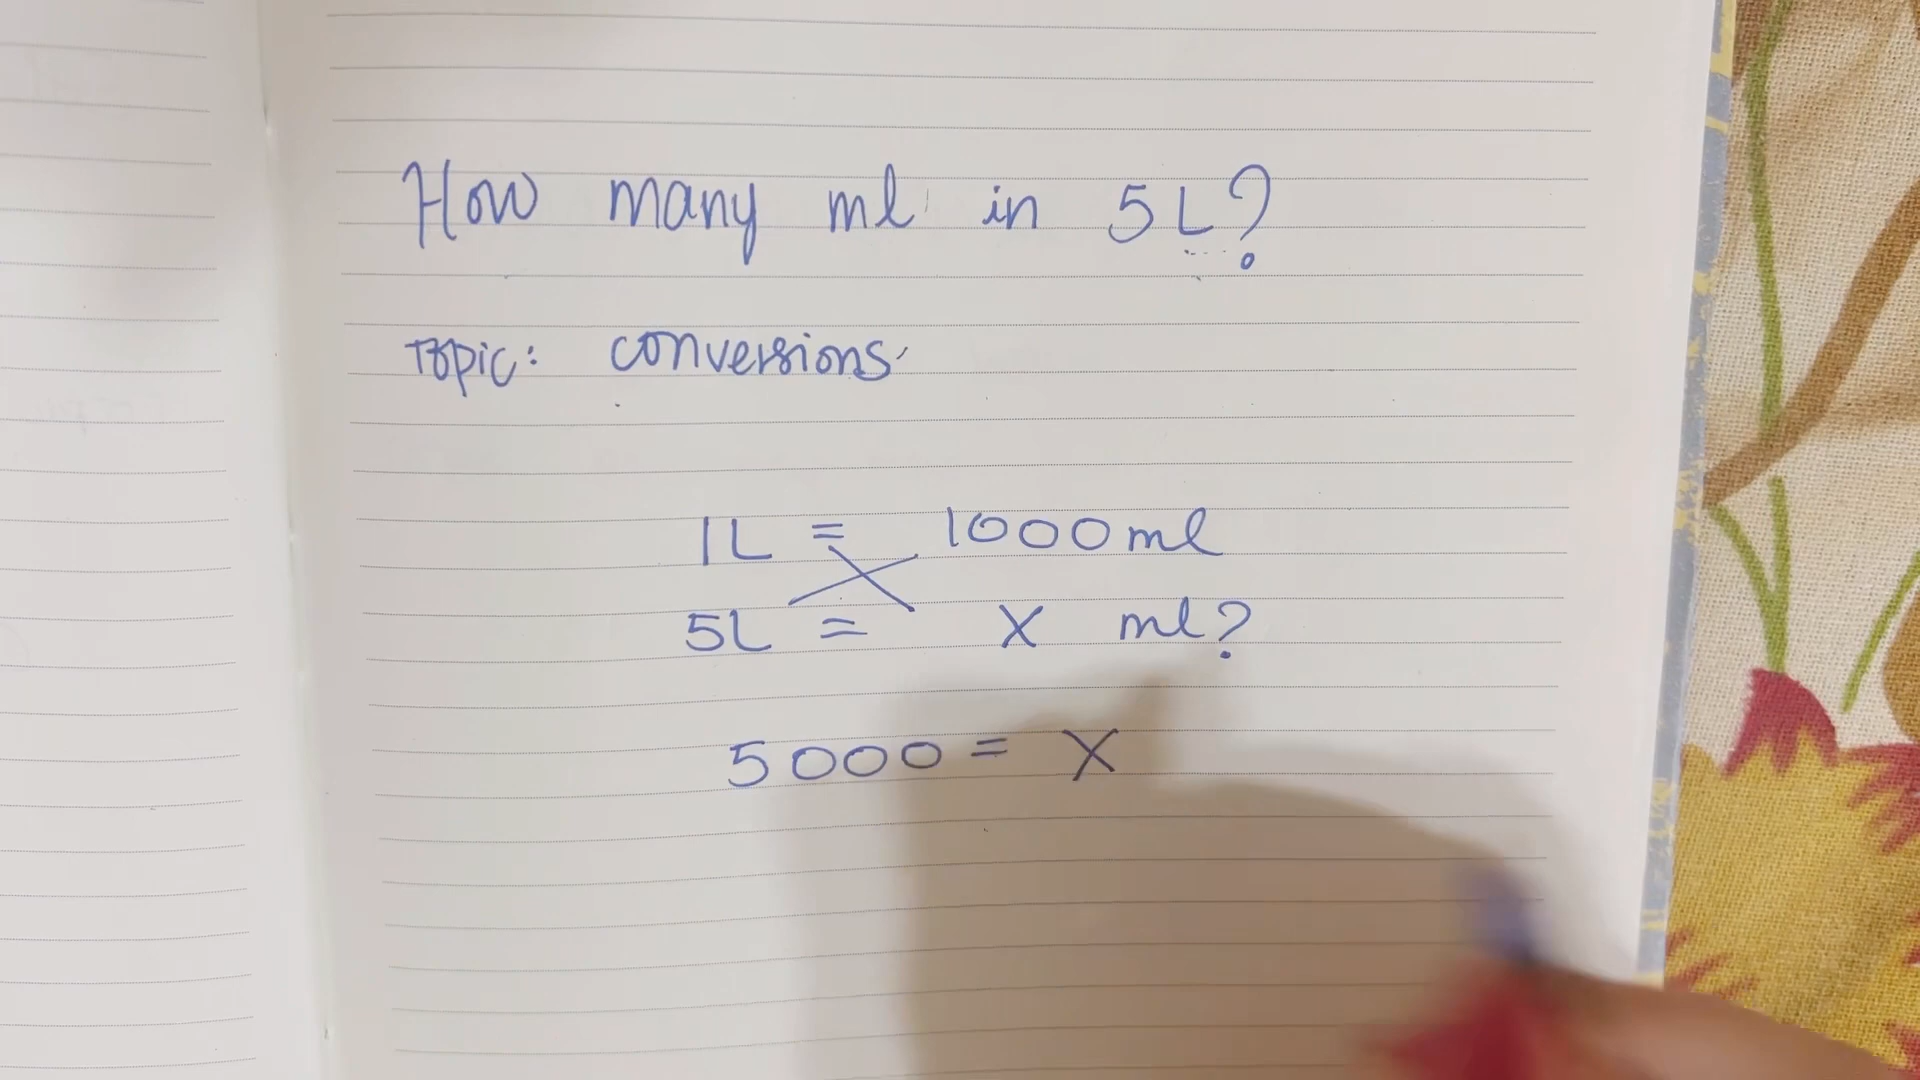 How many ml in 5L?
Topic: conversions
1L = 1000ml
5L = X ml?
5000 = X